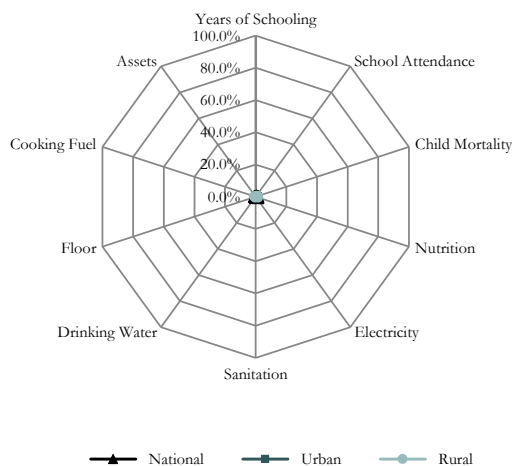 Years of Schooling
100.0%
Assets
School Attendance
80.0%
60.0%
Cooking Fuel
40.0%
Child Mortality
20.0%
0.0%
Floor
Nutrition
Drinking Water
Electricity
Sanitation
National Urban Rural